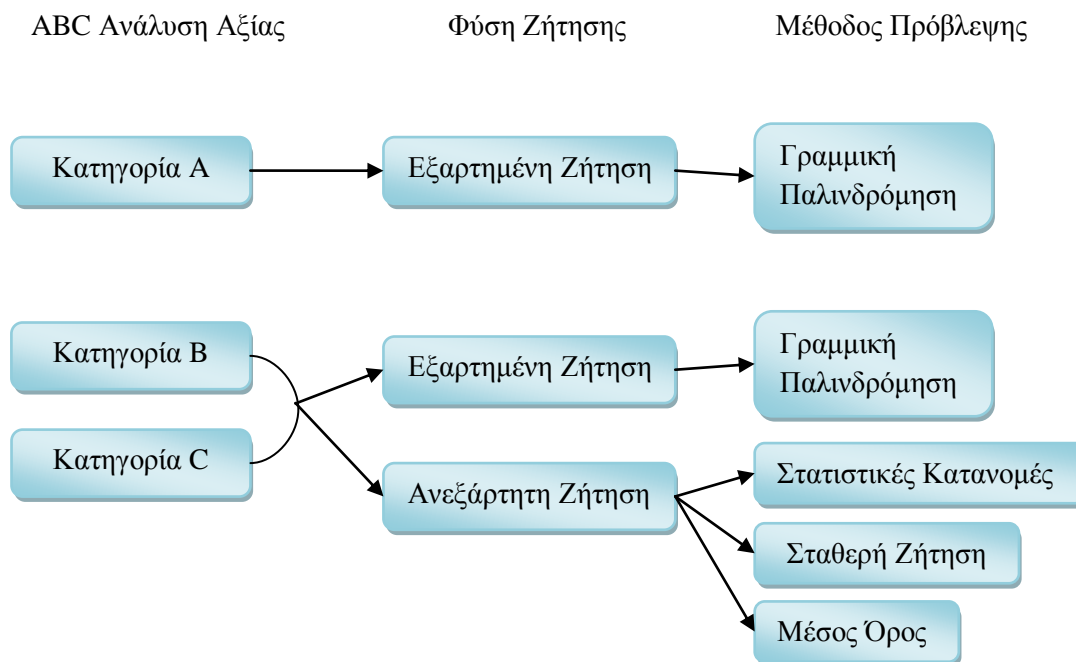 ABC Ανάλυση Αξίας
Φύση Ζήτησης
Μέθοδος Πρόβλεψης
Κατηγορία Α
Εξαρτημένη Ζήτηση
Γραμμική
Παλινδρόμηση
Κατηγορία Β
Κατηγορία C
Εξαρτημένη Ζήτηση
Ανεξάρτητη Ζήτηση
Γραμμική
Παλινδρόμηση
Στατιστικές Κατανομές
Σταθερή Ζήτηση
Μέσος Όρος